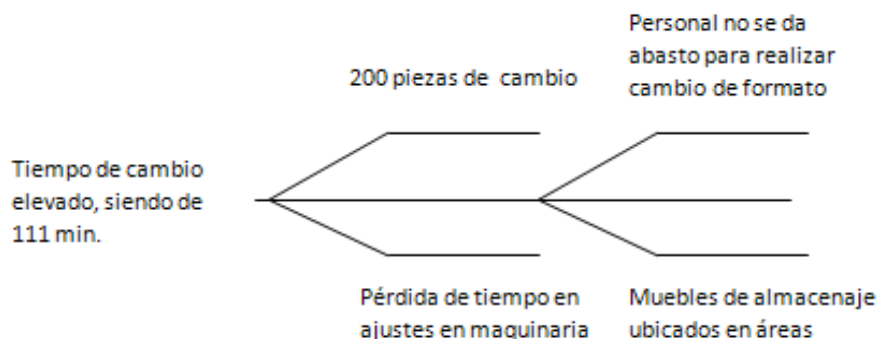 Personal no se da
abasto para realizar
cambio de formato
200 piezas de cambio
Tiempo de cambio
elevado, siendo de
111 min.
Pérdida de tiempo en
ajustes en maquinaria
Muebles de almacenaje
ubicados en áreas